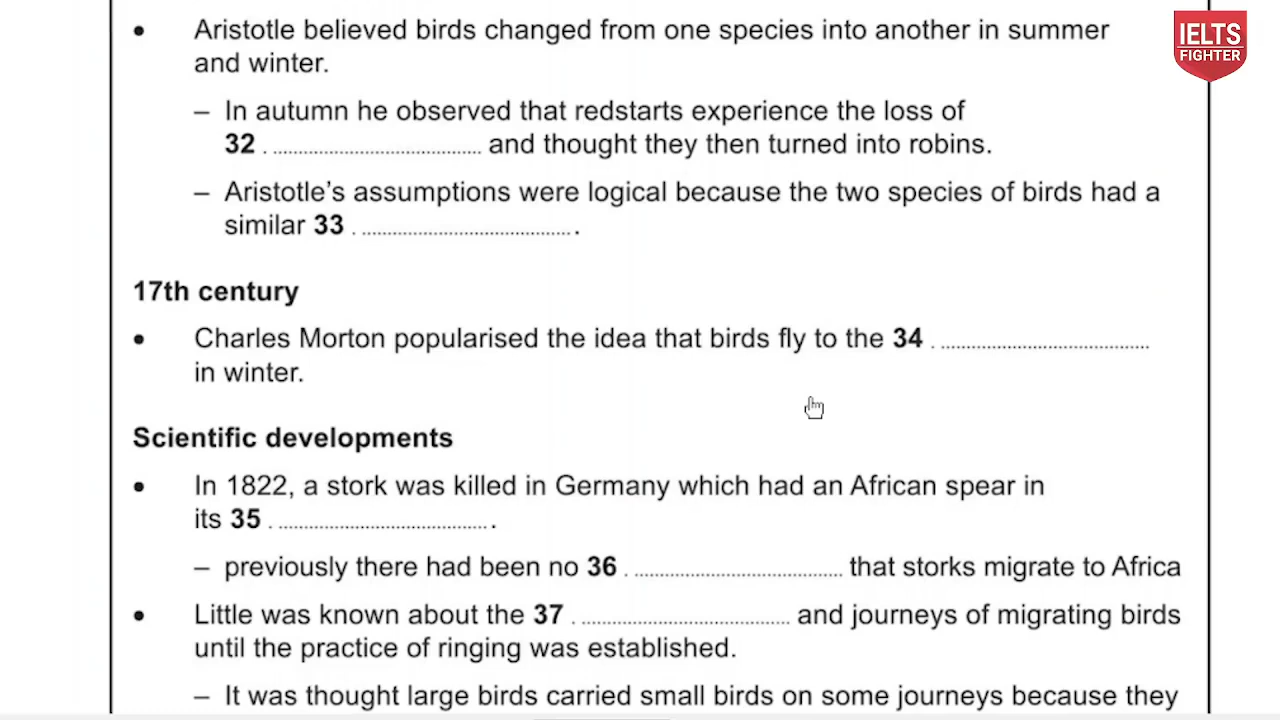 IELTS
FIGHTER
• Aristotle believed birds changed from one species into another in summer
and winter.
– In autumn he observed that redstarts experience the loss of
32 ........................................ and thought they then turned into robins.
– Aristotle's assumptions were logical because the two species of birds had a
similar 33 ........................................ .
17th century
• Charles Morton popularised the idea that birds fly to the 34 ........................................
in winter.
Scientific developments
• In 1822, a stork was killed in Germany which had an African spear in
its 35 ........................................ .
– previously there had been no 36 ........................................ that storks migrate to Africa
• Little was known about the 37 ........................................ and journeys of migrating birds
until the practice of ringing was established.
– It was thought large birds carried small birds on some journeys because they